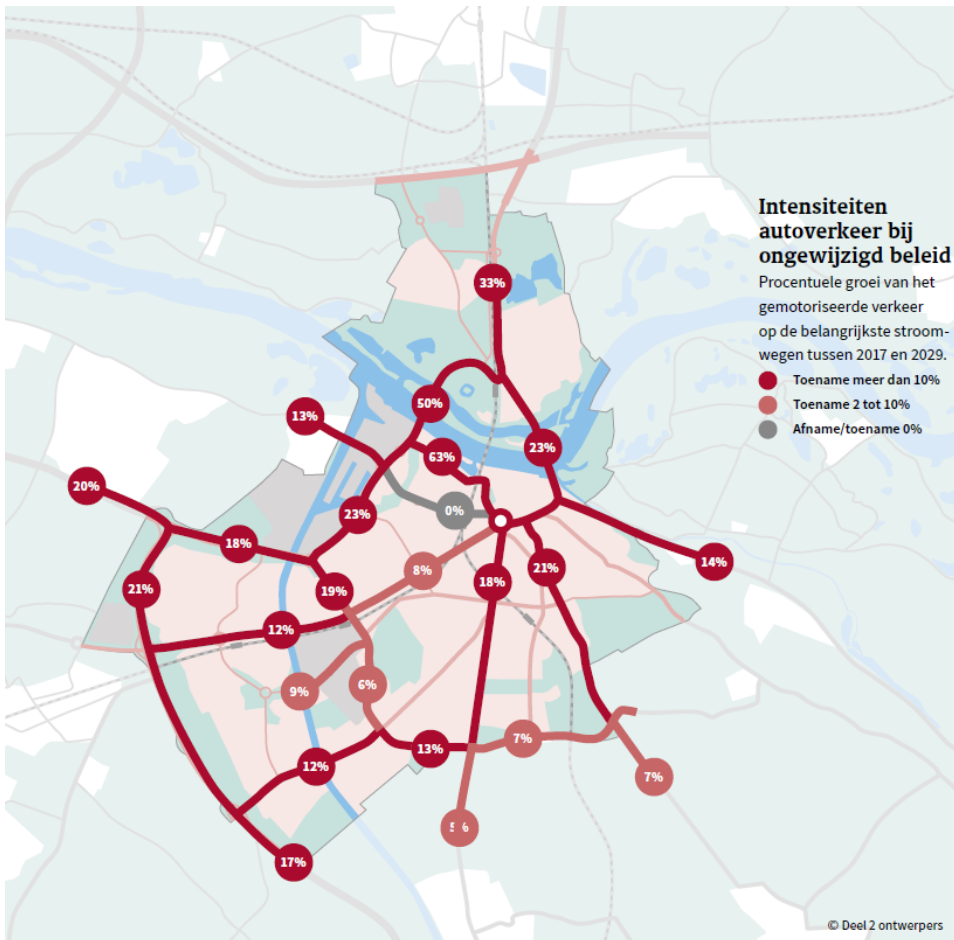 Intensiteiten
autoverkeer bij
ongewijzigd beleid
Procentuele groei van het
gemotoriseerde verkeer
op de belangrijkste stroom-
wegen tussen 2017 en 2029.
Toename meer dan 10%
Toename 2 tot 10%
Afname/toename 0%
33%
50%
13%
63%
23%
20%
0%
23%
18%
14%
21%
8%
18%
21%
19%
12%
9%
6%
7%
13%
12%
7%
5%
17%
© Deel 2 ontwerpers